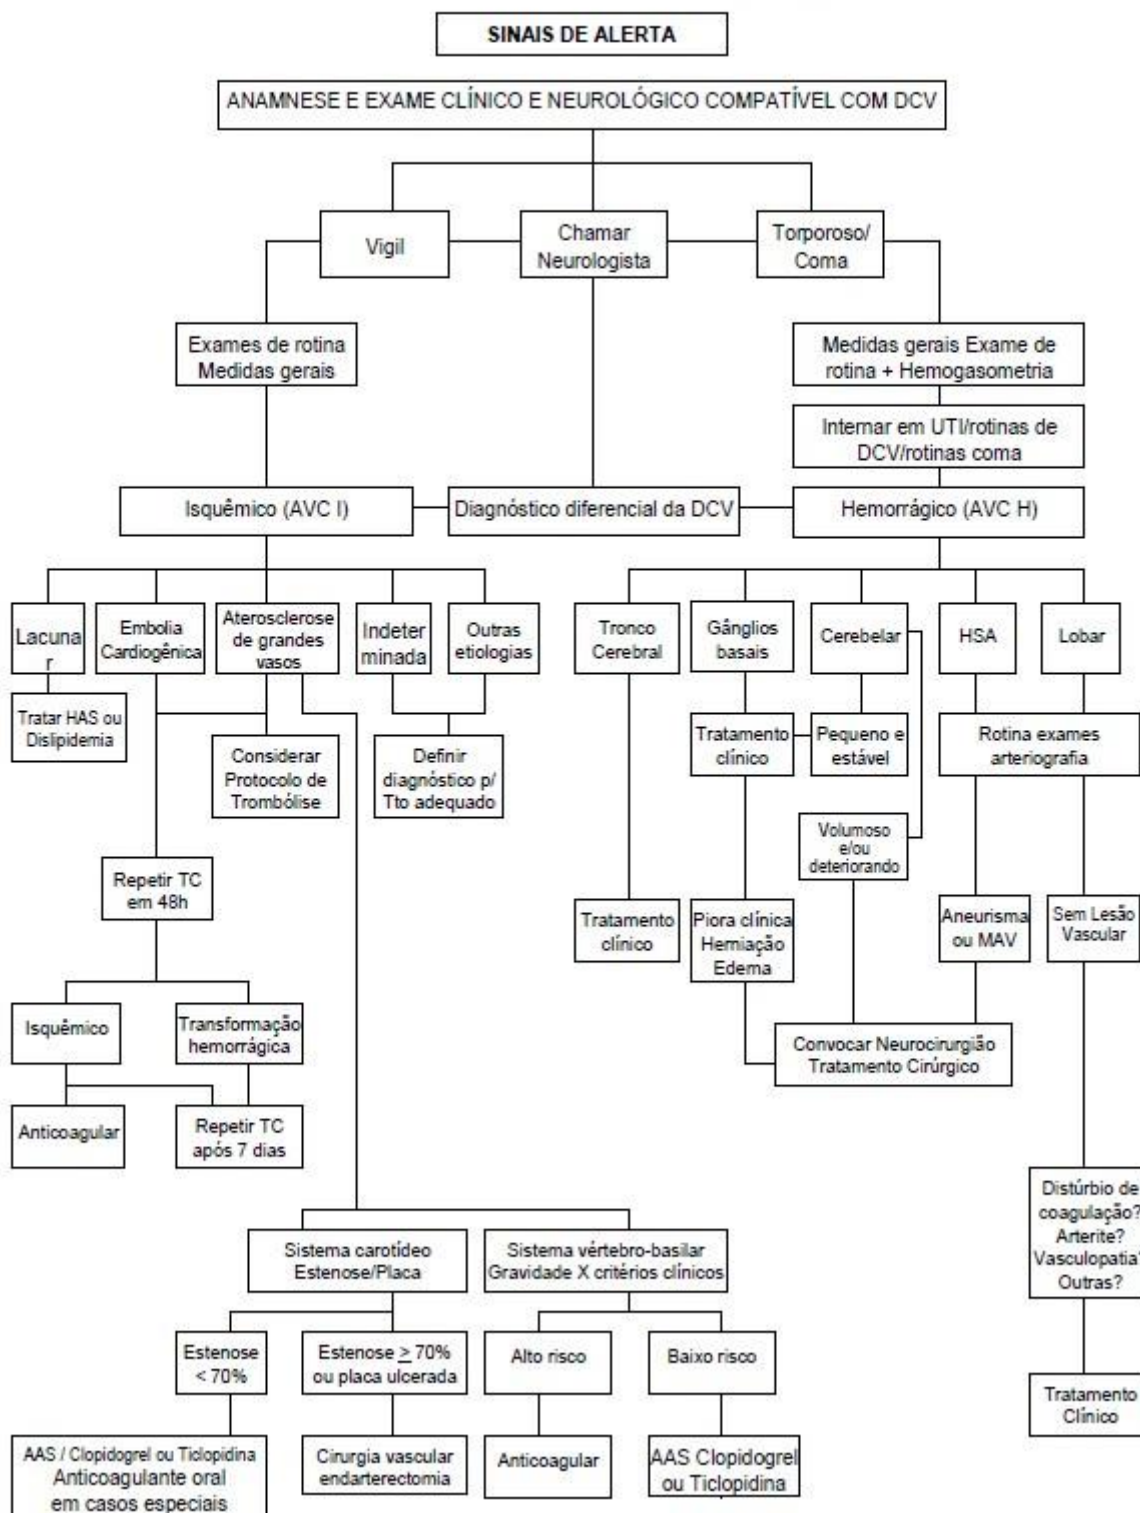 SINAIS DE ALERTA
ANAMNESE E EXAME CLÍNICO E NEUROLÓGICO COMPATÍVEL COM DCV
Vigil
Chamar
Neurologista
Torporoso/
Coma
Exames de rotina
Medidas gerais
Medidas gerais Exame de
rotina + Hemogasometria
Internar em UTI/rotinas de
DCV/rotinas coma
Isquêmico (AVC I)
Diagnóstico diferencial da DCV
Hemorrágico (AVC H)
Lacuna
r
Embolia
Cardiogênica
Aterosclerose
de grandes
vasos
Indeter
minada
Outras
etiologias
Tronco
Cerebral
Gânglios
basais
Cerebelar
HSA
Lobar
Tratar HAS ou
Dislipidemia
Considerar
Protocolo de
Trombólise
Definir
diagnóstico p/
Tto adequado
Tratamento
clínico
Pequeno e
estável
Rotina exames
arteriografia
Volumoso
e/ou
deteriorando
Repetir TC
em 48h
Tratamento
clínico
Piora clínica
Herniação
Edema
Aneurisma
ou MAV
Sem Lesão
Vascular
Isquêmico
Transformação
hemorrágica
Convocar Neurocirurgião
Tratamento Cirúrgico
Anticoagular
Repetir TC
após 7 dias
Distúrbio de
coagulação?
Arterite?
Vasculopatia?
Outras?
Sistema carotídeo
Estenose/Placa
Sistema vértebro-basilar
Gravidade X critérios clínicos
Estenose
< 70%
Estenose ≥ 70%
ou placa ulcerada
Alto risco
Baixo risco
Tratamento
Clínico
AAS / Clopidogrel ou Ticlopidina
Anticoagulante oral
em casos especiais
Cirurgia vascular
endarterectomia
Anticoagular
AAS Clopidogrel
ou Ticlopidina